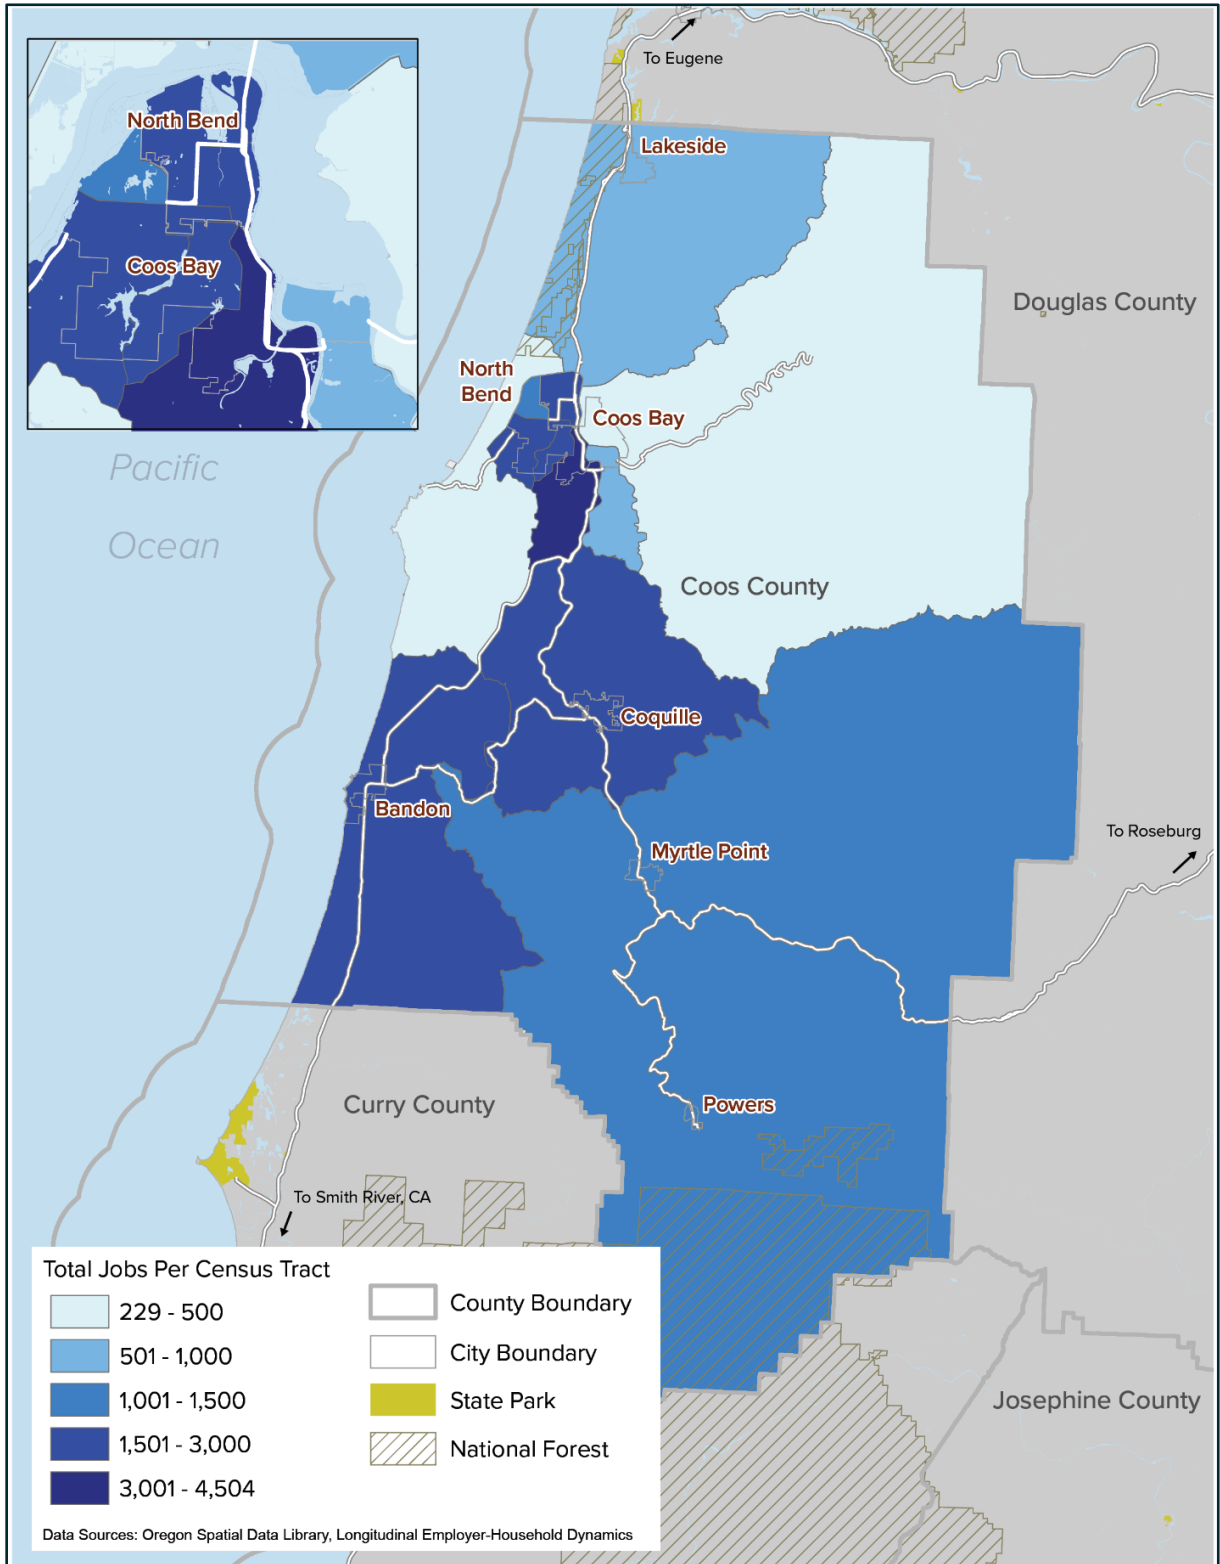 To Eugene
North Bend
Lakeside
Coos Bay
Douglas County
North
Bend
Coos Bay
Pacific
Ocean
Coos County
Coquille
Bandon
To Roseburg
Myrtle Point
Curry County
Powers
To Smith River, CA
Total Jobs Per Census Tract
229 - 500
501 - 1,000
1,001 - 1,500
1,501 - 3,000
3,001 - 4,504
County Boundary
City Boundary
State Park
National Forest
Josephine County
Data Sources: Oregon Spatial Data Library, Longitudinal Employer-Household Dynamics